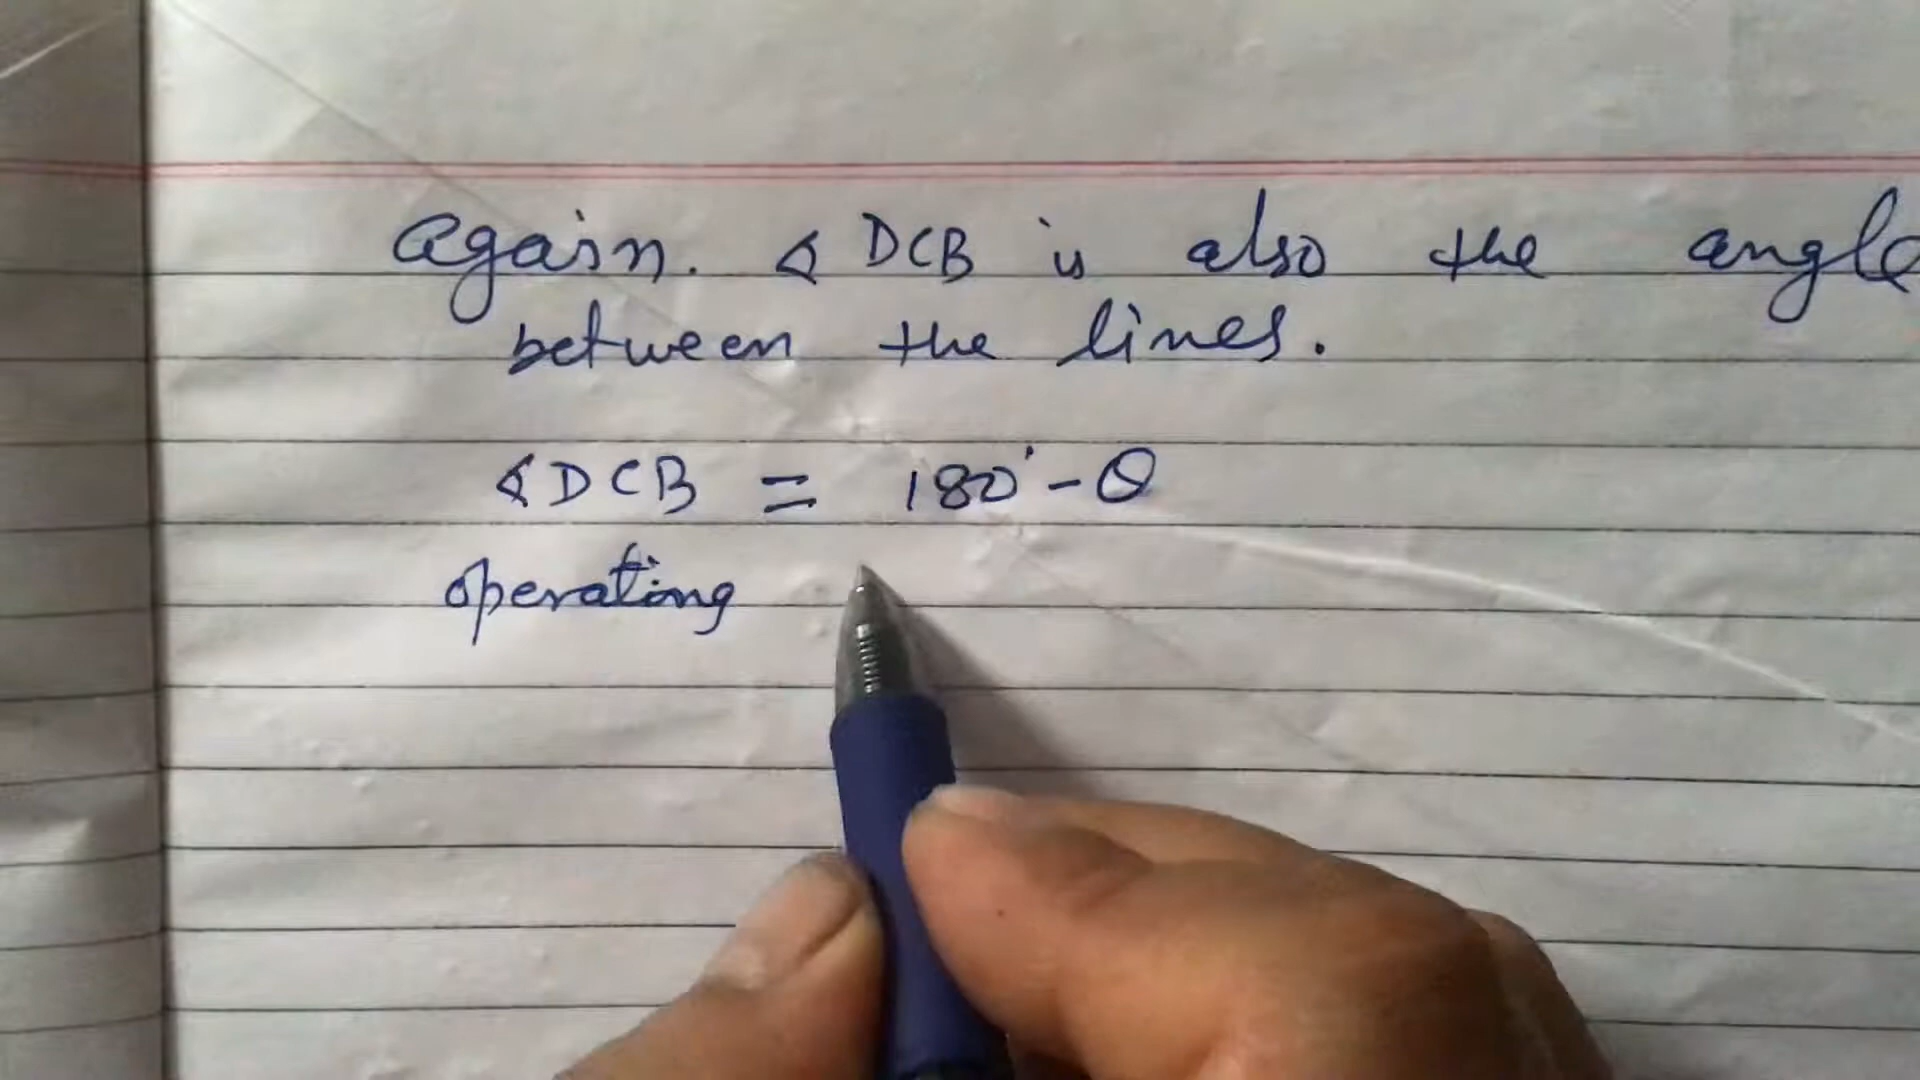 Again. ∢ DCB is also the angle
between the lines.
∢DCB = 180° - θ
operating